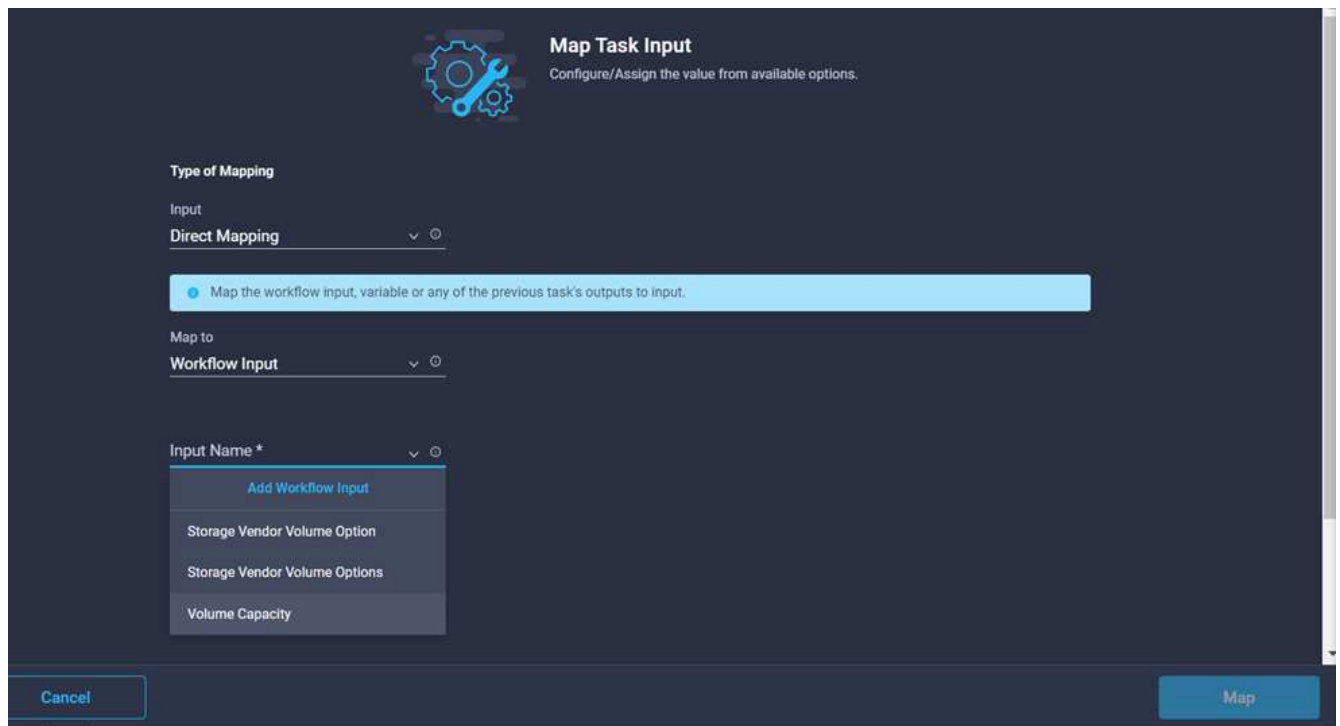 Map Task Input
Configure/Assign the value from available options.
Type of Mapping
Input
Direct Mapping
Map the workflow input, variable or any of the previous task's outputs to input.
Map to
Workflow Input
Input Name *
Add Workflow Input
Storage Vendor Volume Option
Storage Vendor Volume Options
Volume Capacity
Cancel
Map